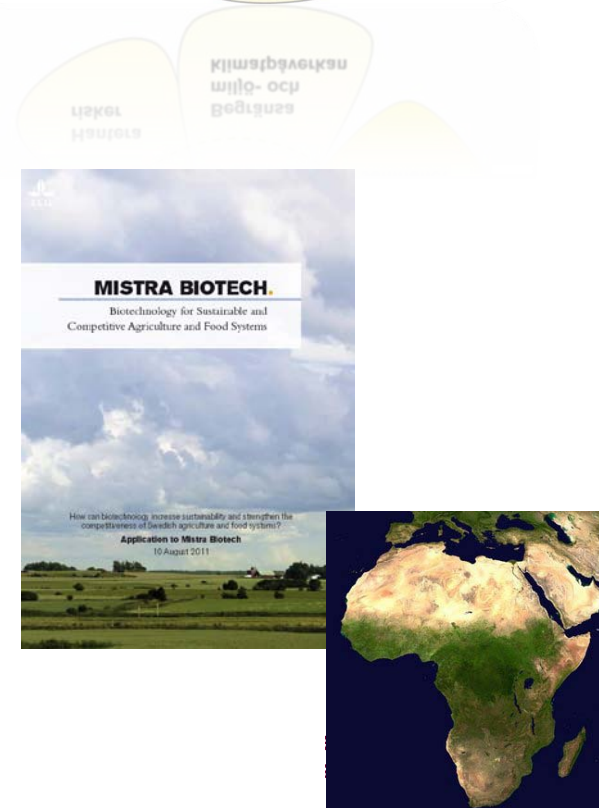 Hantera
risker
Begränsa
miljö- och
klimatpåverkan
MISTRA BIOTECH.
Biotechnology for Sustainable and
Competitive Agriculture and Food Systems
How can biotechnology increase sustainability and strengthen the
competitiveness of Swedish agriculture and food systems?
Application to Mistra Biotech
10 August 2011